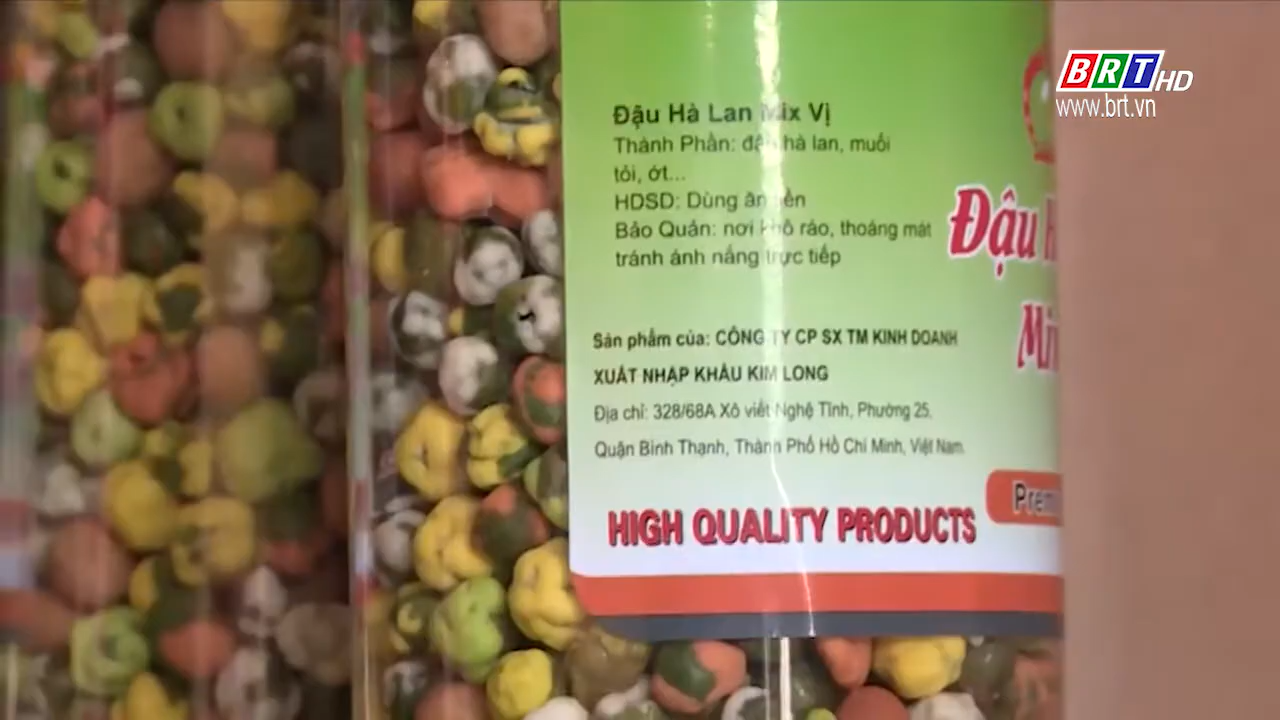 BRT HD
www.brt.vn
Đậu Hà Lan Mix Vị
Thành Phần: đậu hà lan, muối
tỏi, ớt...
HDSD: Dùng ăn liền
Bảo Quản: nơi khô ráo, thoáng mát
tránh ánh nắng trực tiếp
Đậu
Sản phẩm của: CÔNG TY CP SX TM KINH DOANH
XUẤT NHẬP KHẨU KIM LONG
Địa chỉ: 328/68A Xô viết Nghệ Tĩnh, Phường 25,
Quận Bình Thạnh, Thành Phố Hồ Chí Minh, Việt Nam.
HIGH QUALITY PRODUCTS